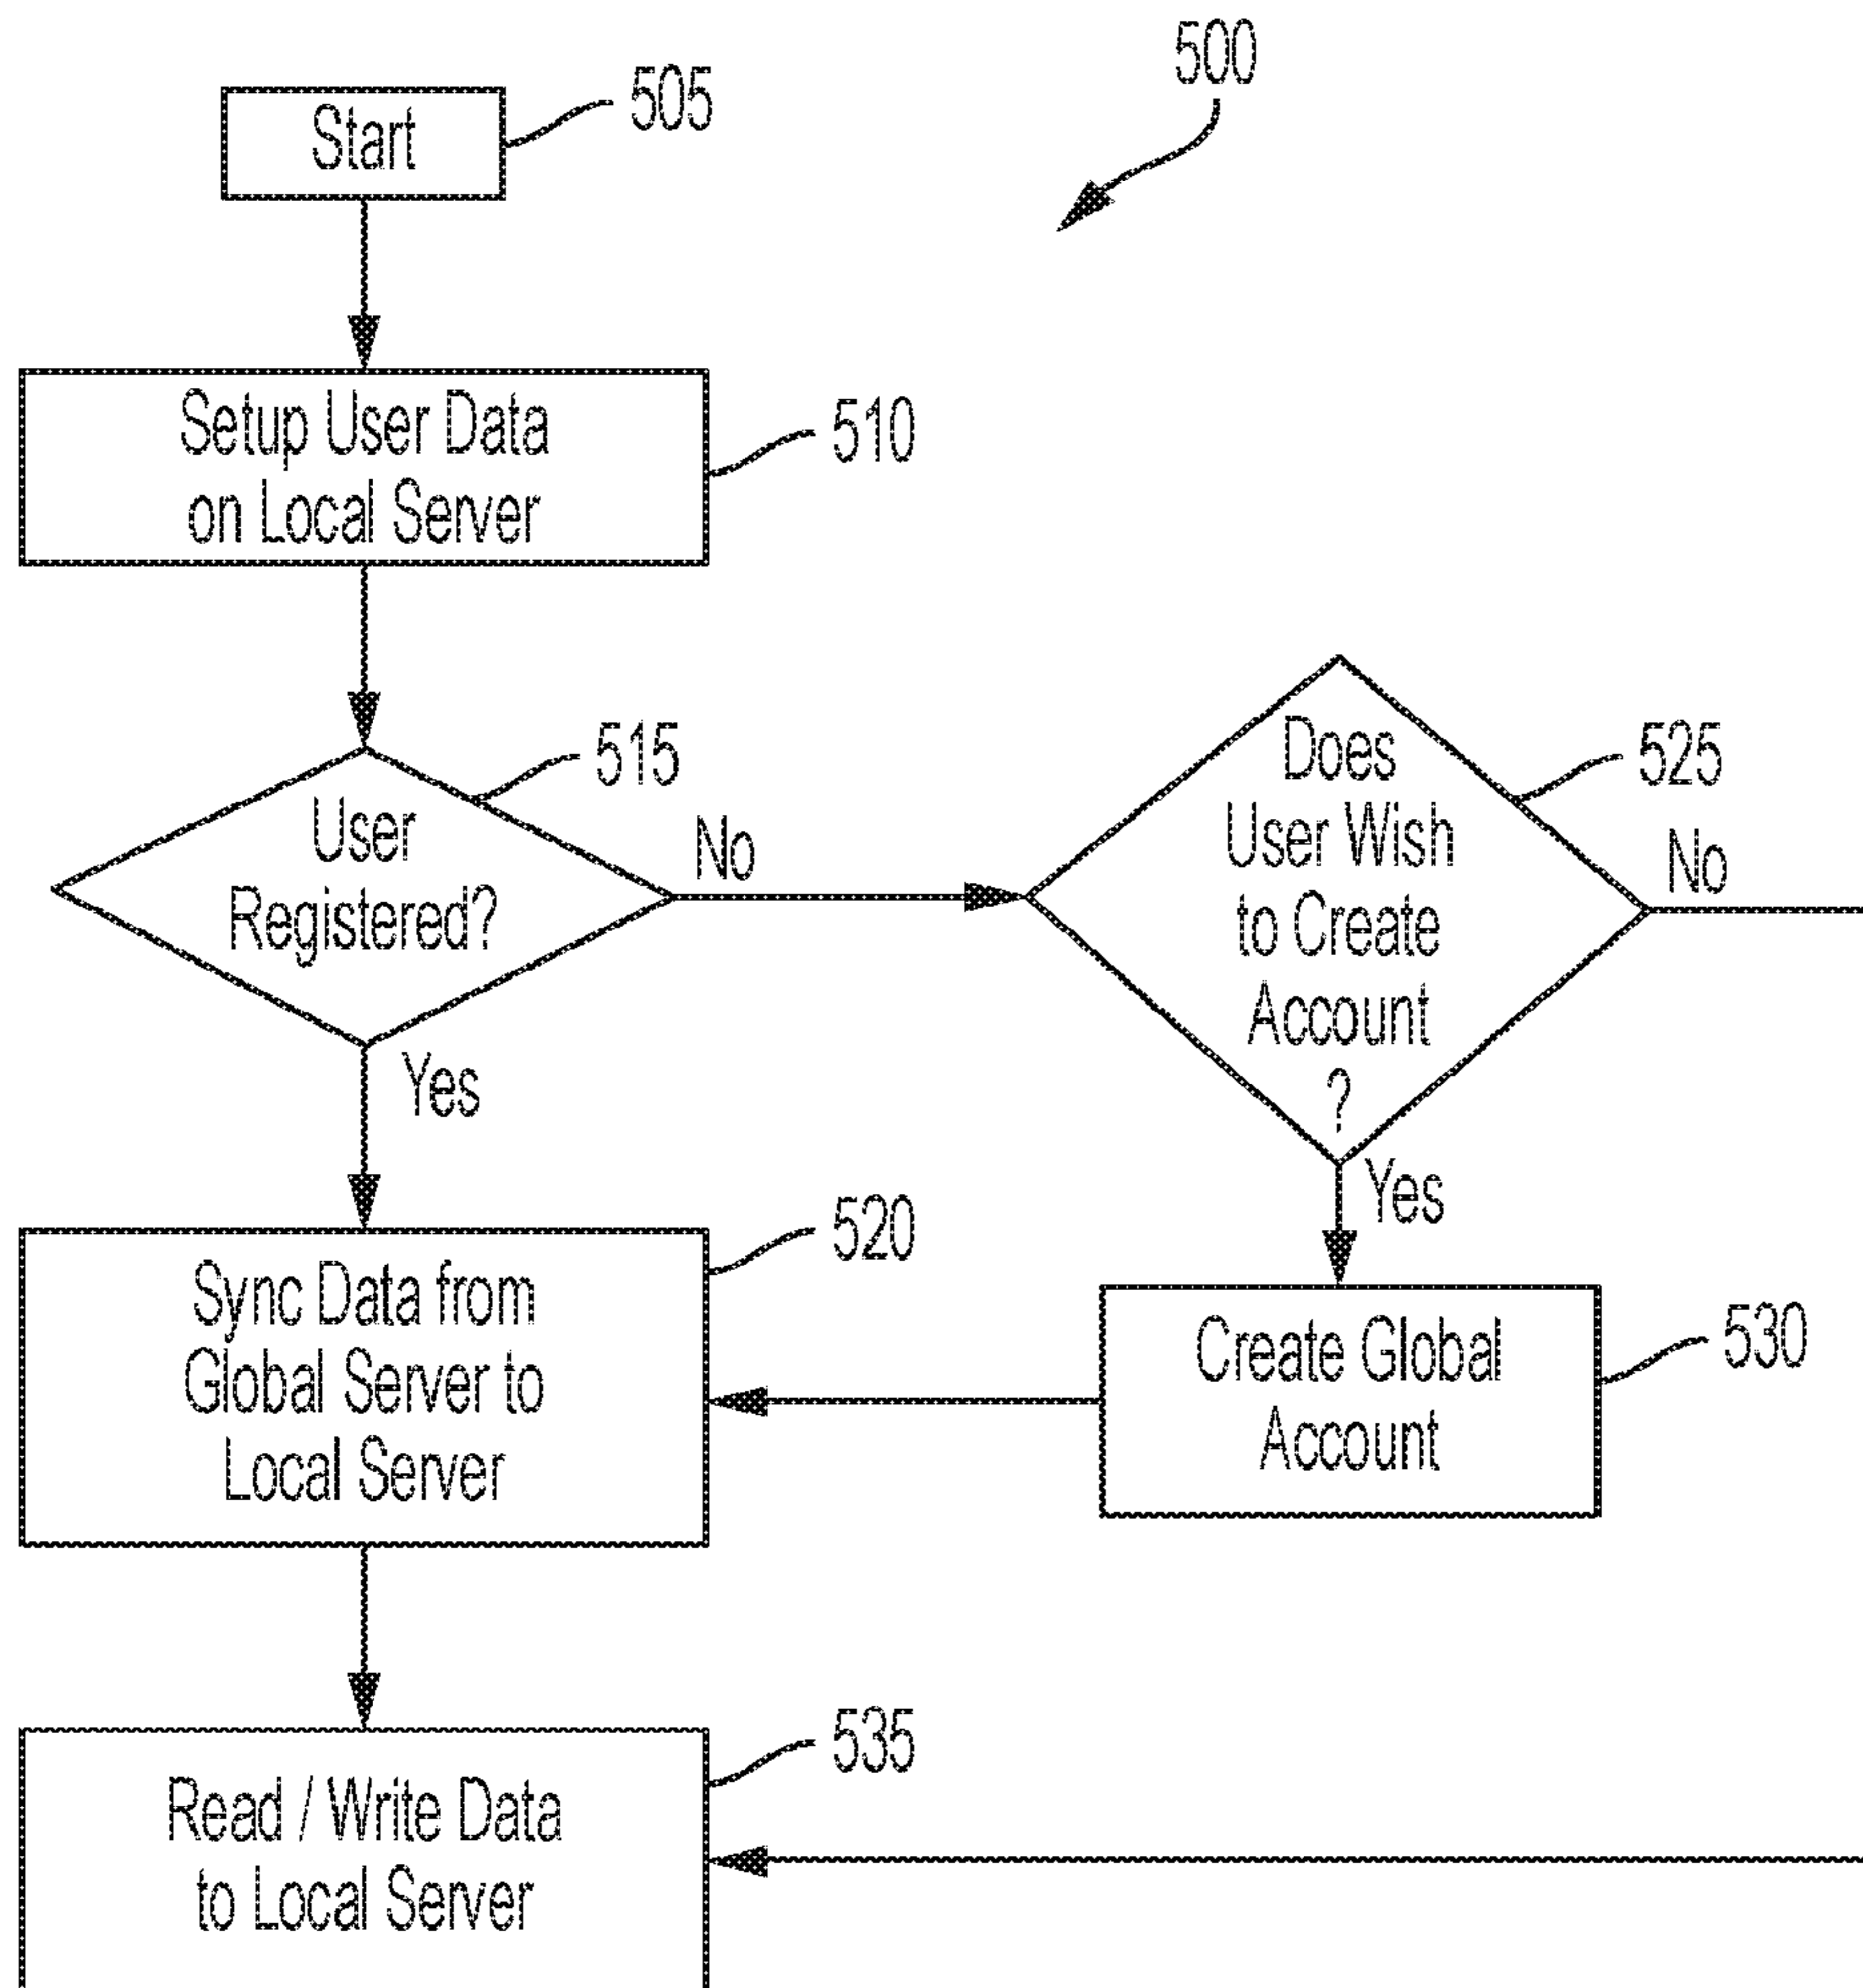 500
Start
505
Setup User Data
on Local Server
510
User
Registered?
515
No
Yes
Does
User Wish
to Create
Account
?
525
No
Yes
Sync Data from
Global Server to
Local Server
520
Create Global
Account
530
Read / Write Data
to Local Server
535